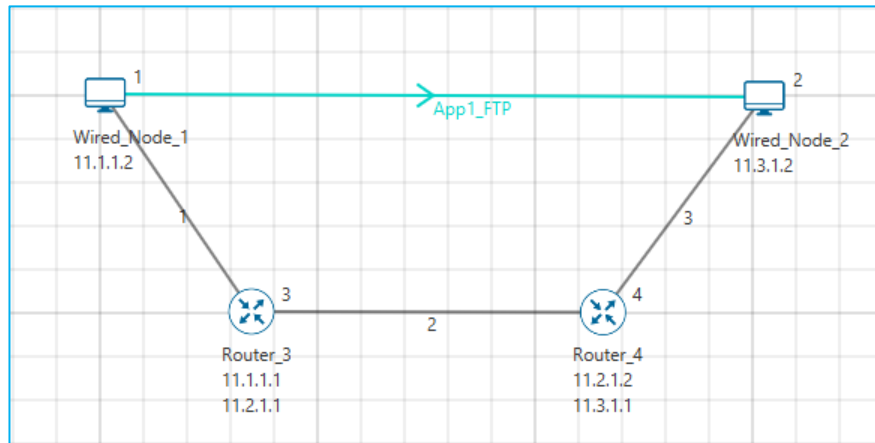 1
App1_FTP
2
Wired_Node_1
11.1.1.2
Wired_Node_2
11.3.1.2
1
3
3
2
4
Router_3
11.1.1.1
11.2.1.1
Router_4
11.2.1.2
11.3.1.1